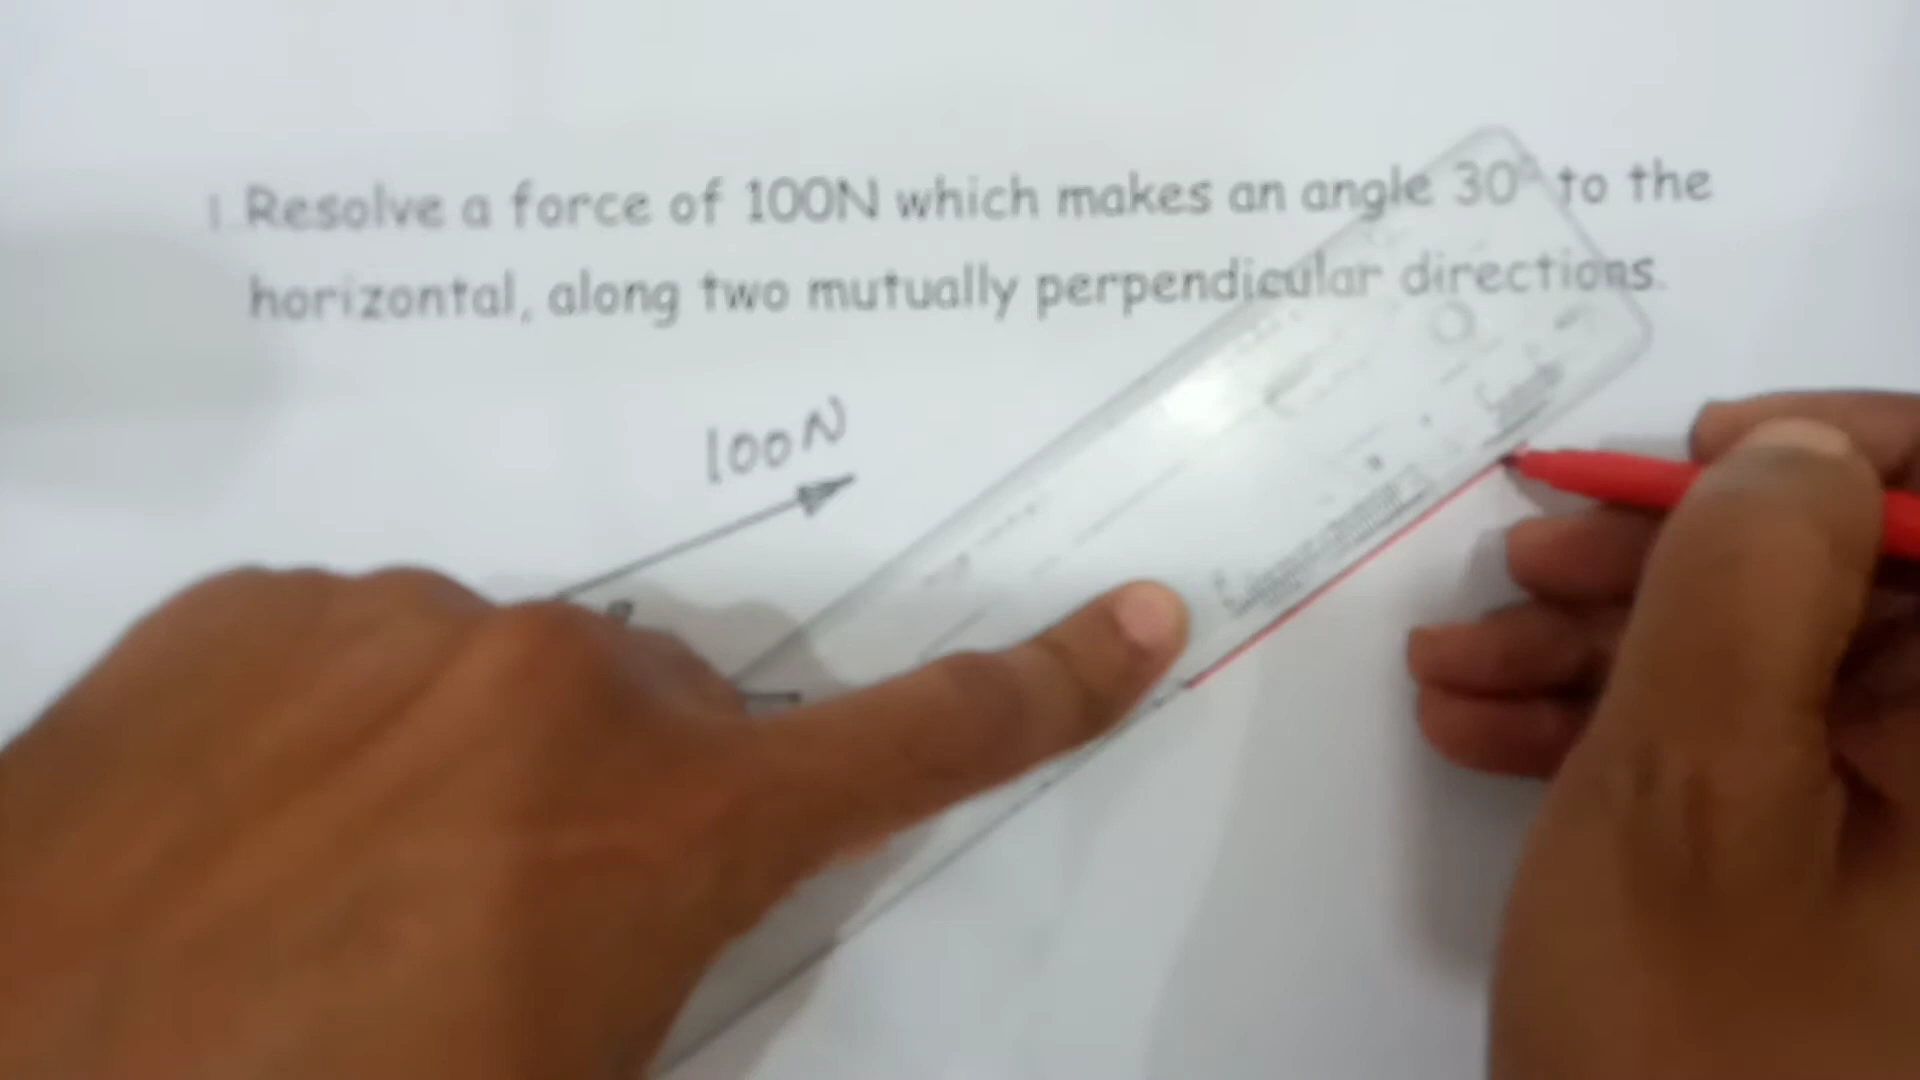 1. Resolve a force of 100N which makes an angle 30° to the
horizontal, along two mutually perpendicular directions.
100N